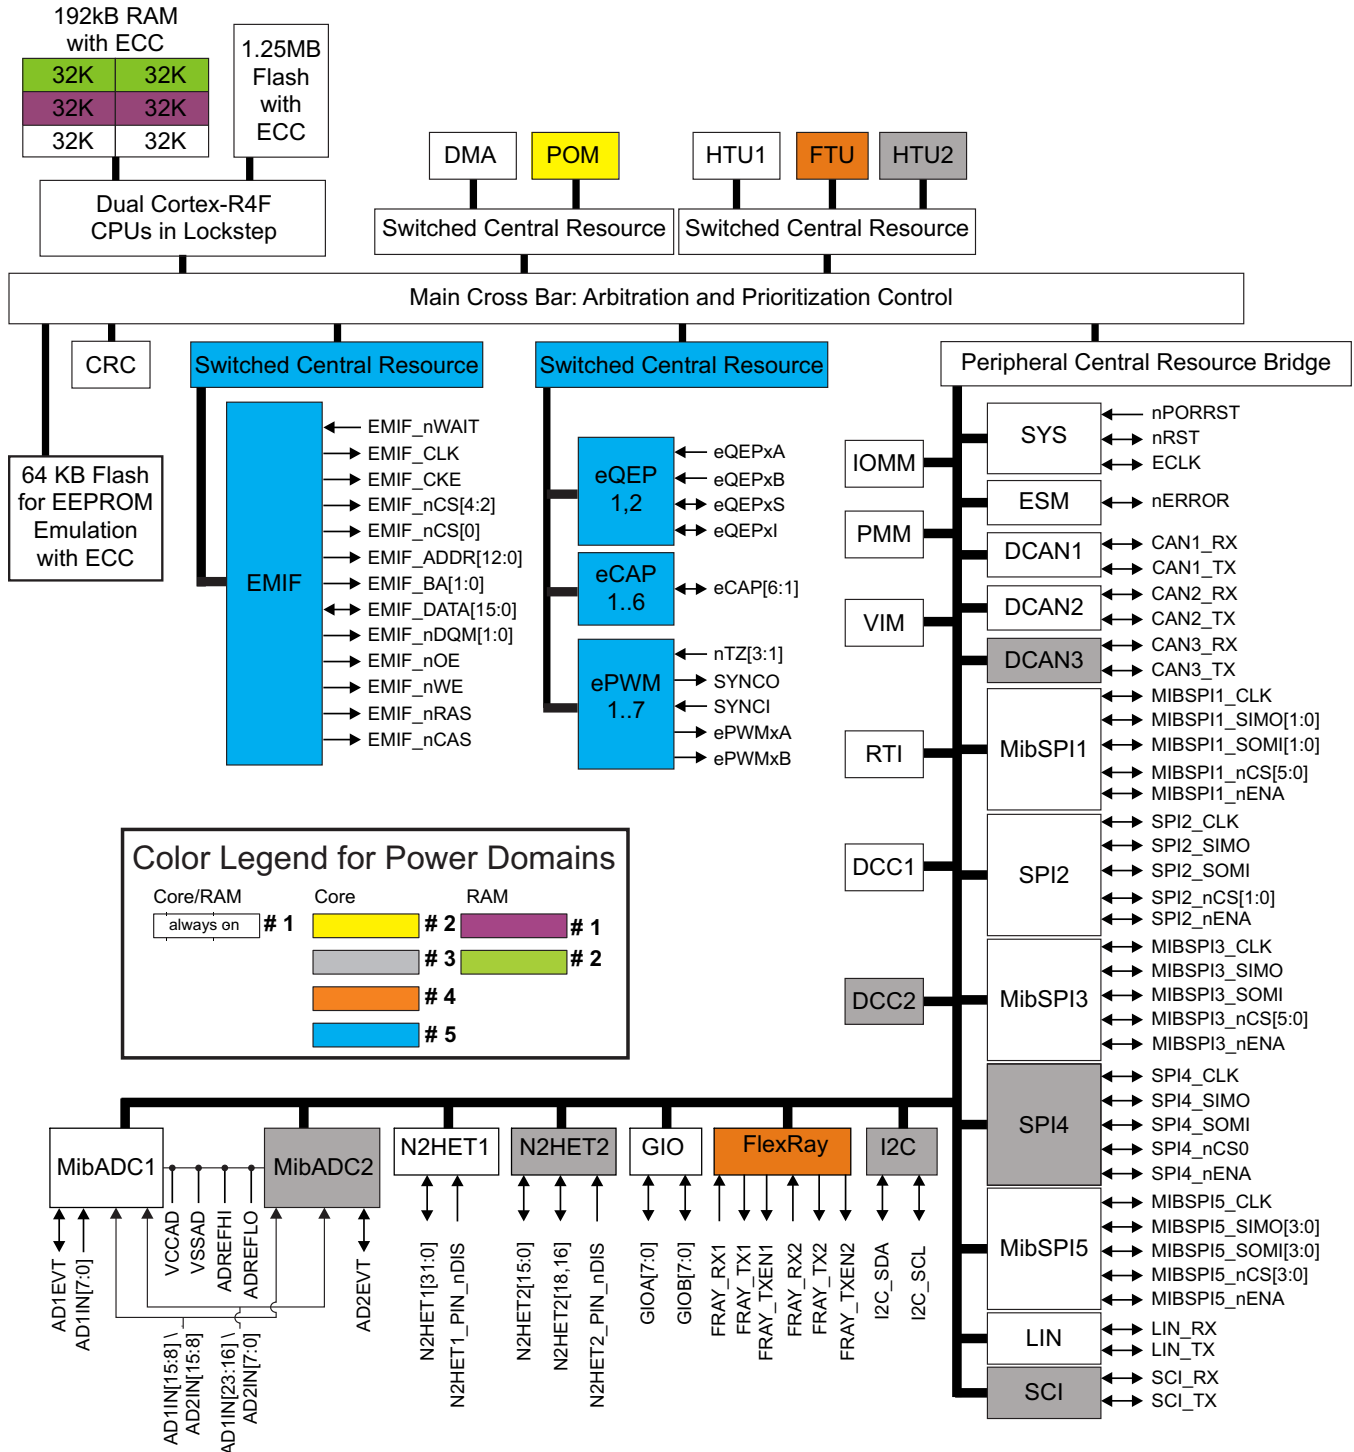 192kB RAM
with ECC
32K 32K
32K 32K
32K 32K
1.25MB
Flash
with
ECC
DMA
POM
HTU1
FTU
HTU2
Dual Cortex-R4F
CPUs in Lockstep
Switched Central Resource
Switched Central Resource
Main Cross Bar: Arbitration and Prioritization Control
CRC
Switched Central Resource
Switched Central Resource
Peripheral Central Resource Bridge
64 KB Flash
for EEPROM
Emulation
with ECC
EMIF
EMIF_nWAIT
EMIF_CLK
EMIF_CKE
EMIF_nCS[4:2]
EMIF_nCS[0]
EMIF_ADDR[12:0]
EMIF_BA[1:0]
EMIF_DATA[15:0]
EMIF_nDQM[1:0]
EMIF_nOE
EMIF_nWE
EMIF_nRAS
EMIF_nCAS
eQEP
1,2
eQEPxA
eQEPxB
eQEPxS
eQEPxI
eCAP
1..6
eCAP[6:1]
ePWM
1..7
nTZ[3:1]
SYNCO
SYNCI
ePWMxA
ePWMxB
IOMM
PMM
VIM
RTI
DCC1
DCC2
SYS
nPORRST
nRST
ECLK
ESM
nERROR
DCAN1
CAN1_RX
CAN1_TX
DCAN2
CAN2_RX
CAN2_TX
DCAN3
CAN3_RX
CAN3_TX
MibSPI1
MIBSPI1_CLK
MIBSPI1_SIMO[1:0]
MIBSPI1_SOMI[1:0]
MIBSPI1_nCS[5:0]
MIBSPI1_nENA
SPI2
SPI2_CLK
SPI2_SIMO
SPI2_SOMI
SPI2_nCS[1:0]
SPI2_nENA
MibSPI3
MIBSPI3_CLK
MIBSPI3_SIMO
MIBSPI3_SOMI
MIBSPI3_nCS[5:0]
MIBSPI3_nENA
SPI4
SPI4_CLK
SPI4_SIMO
SPI4_SOMI
SPI4_nCS0
SPI4_nENA
MibSPI5
MIBSPI5_CLK
MIBSPI5_SIMO[3:0]
MIBSPI5_SOMI[3:0]
MIBSPI5_nCS[3:0]
MIBSPI5_nENA
LIN
LIN_RX
LIN_TX
SCI
SCI_RX
SCI_TX
Color Legend for Power Domains
Core/RAM Core RAM
always on # 1 # 2 # 1
# 3 # 2
# 4
# 5
MibADC1
MibADC2
N2HET1
N2HET2
GIO
FlexRay
I2C
AD1EVT
AD1IN[7:0]
AD1IN[15:8] \
AD2IN[15:8]
VCCAD
VSSAD
ADREFHI
ADREFLO
AD1IN[23:16] \
AD2IN[7:0]
AD2EVT
N2HET1[31:0]
N2HET1_PIN_nDIS
N2HET2[15:0]
N2HET2[18,16]
N2HET2_PIN_nDIS
GIOA[7:0]
GIOB[7:0]
FRAY_RX1
FRAY_TX1
FRAY_TXEN1
FRAY_RX2
FRAY_TX2
FRAY_TXEN2
I2C_SDA
I2C_SCL